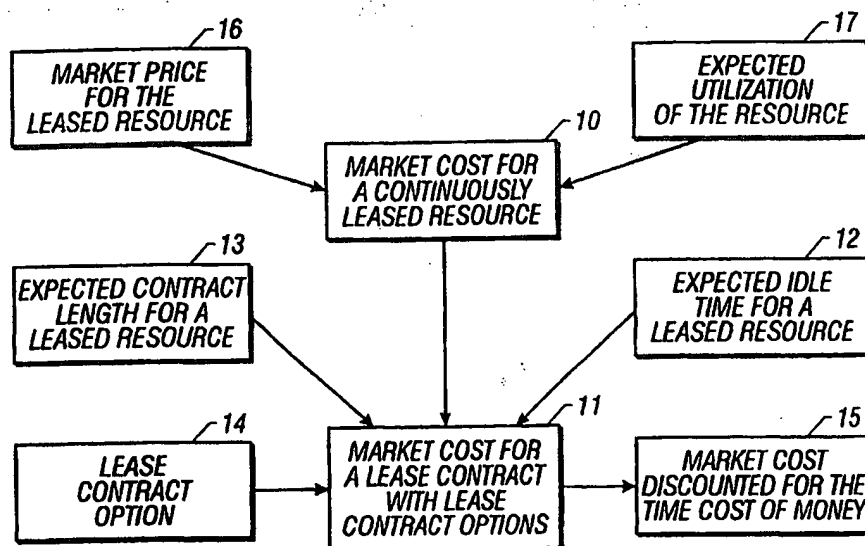 16
MARKET PRICE
FOR THE
LEASED RESOURCE
17
EXPECTED
UTILIZATION
OF THE RESOURCE
10
MARKET COST FOR
A CONTINUOUSLY
LEASED RESOURCE
13
EXPECTED CONTRACT
LENGTH FOR A
LEASED RESOURCE
12
EXPECTED IDLE
TIME FOR A
LEASED RESOURCE
14
LEASE
CONTRACT
OPTION
11
MARKET COST FOR
A LEASE CONTRACT
WITH LEASE
CONTRACT OPTIONS
15
MARKET COST
DISCOUNTED FOR THE
TIME COST OF MONEY